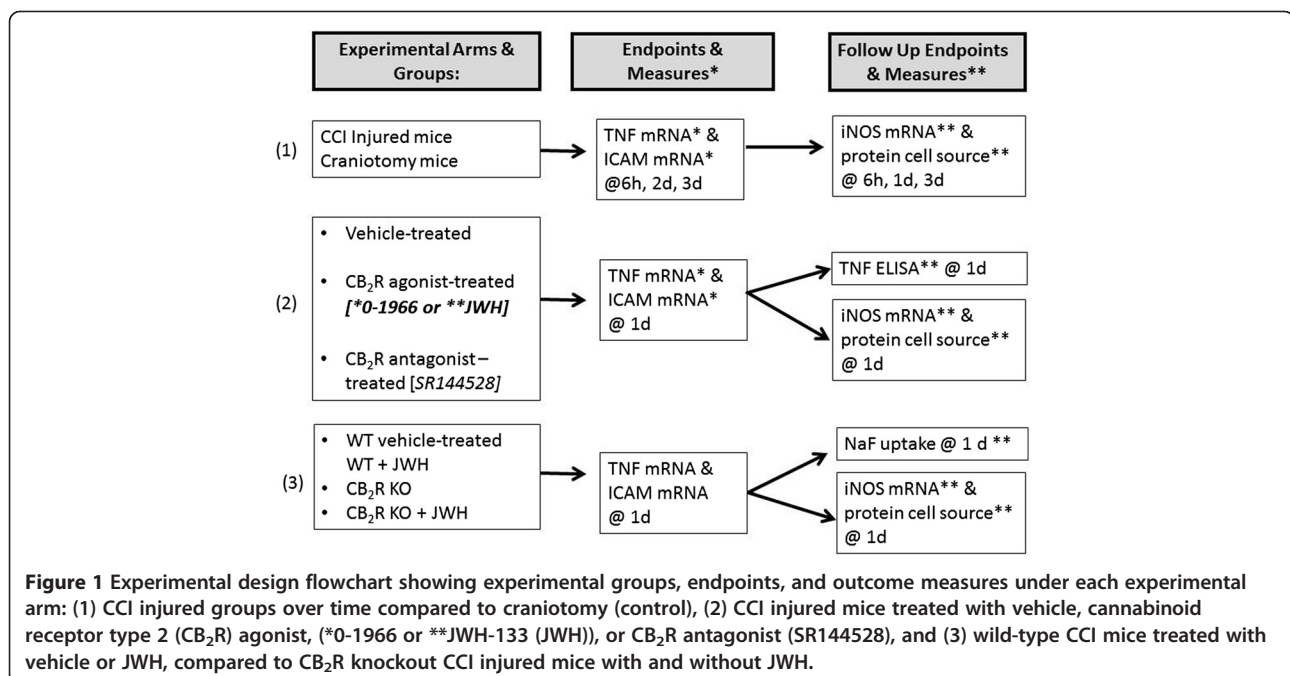 Experimental Arms &
Groups:
Endpoints &
Measures*
Follow Up Endpoints
& Measures**
(1)
CCI Injured mice
Craniotomy mice
TNF mRNA* &
ICAM mRNA*
@6h, 2d, 3d
iNOS mRNA** &
protein cell source**
@ 6h, 1d, 3d
(2)
• Vehicle-treated
• CB₂R agonist-treated
[*0-1966 or **JWH]
• CB₂R antagonist –
treated [SR144528]
TNF mRNA* &
ICAM mRNA*
@ 1d
TNF ELISA** @ 1d
iNOS mRNA** &
protein cell source**
@ 1d
(3)
• WT vehicle-treated
WT + JWH
• CB₂R KO
• CB₂R KO + JWH
TNF mRNA &
ICAM mRNA
@ 1d
NaF uptake @ 1 d **
iNOS mRNA** &
protein cell source**
@ 1d
Figure 1 Experimental design flowchart showing experimental groups, endpoints, and outcome measures under each experimental
arm: (1) CCI injured groups over time compared to craniotomy (control), (2) CCI injured mice treated with vehicle, cannabinoid
receptor type 2 (CB₂R) agonist, (*0-1966 or **JWH-133 (JWH)), or CB₂R antagonist (SR144528), and (3) wild-type CCI mice treated with
vehicle or JWH, compared to CB₂R knockout CCI injured mice with and without JWH.